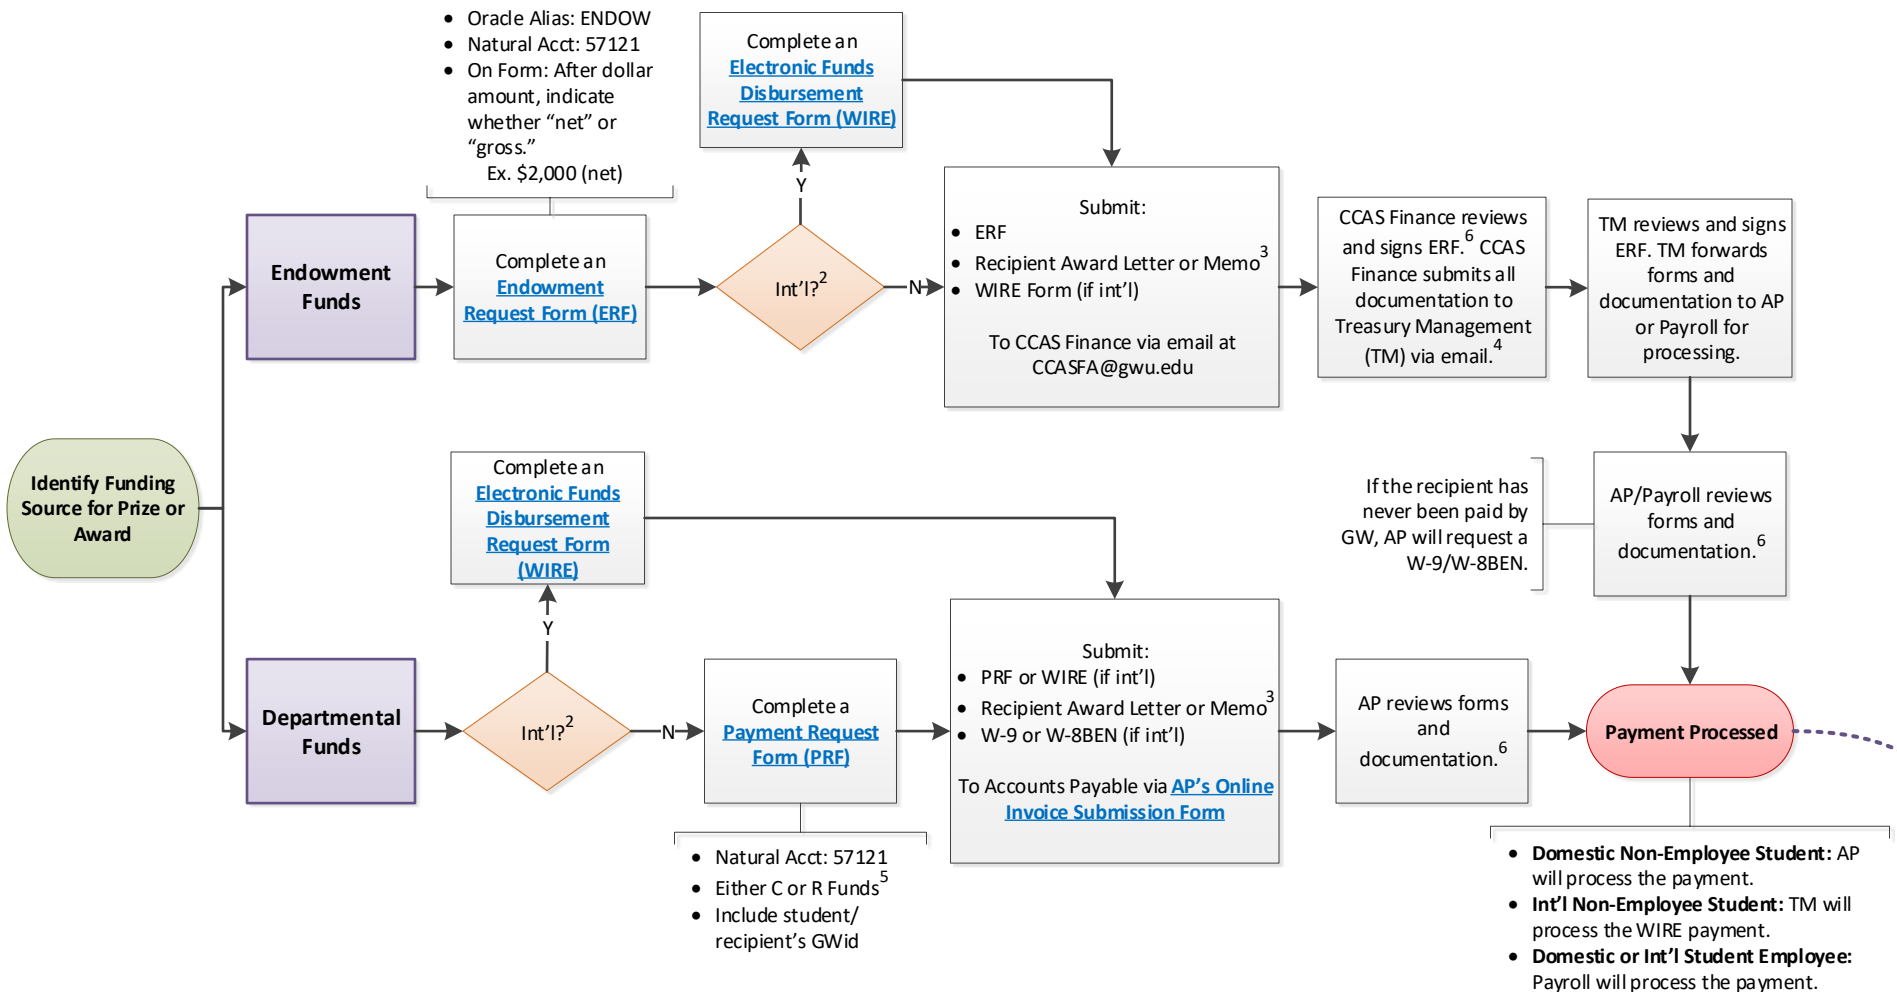 • Oracle Alias: ENDOW
• Natural Acct: 57121
• On Form: After dollar
amount, indicate
whether “net” or
“gross.”
Ex. $2,000 (net)
Complete an
Electronic Funds
Disbursement
Request Form (WIRE)
Y
Endowment
Funds
Complete an
Endowment
Request Form (ERF)
Int’l?2
N
Submit:
• ERF
• Recipient Award Letter or Memo3
• WIRE Form (if int’l)
To CCAS Finance via email at
CCASFA@gwu.edu
CCAS Finance reviews
and signs ERF.6 CCAS
Finance submits all
documentation to
Treasury Management
(TM) via email.4
TM reviews and signs
ERF. TM forwards
forms and
documentation to AP
or Payroll for
processing.
If the recipient has
never been paid by
GW, AP will request a
W-9/W-8BEN.
AP/Payroll reviews
forms and
documentation.6
Identify Funding
Source for Prize or
Award
Complete an
Electronic Funds
Disbursement
Request Form
(WIRE)
Y
Departmental
Funds
Int’l?2
N
Complete a
Payment Request
Form (PRF)
• Natural Acct: 57121
• Either C or R Funds5
• Include student/
recipient’s GWid
Submit:
• PRF or WIRE (if int’l)
• Recipient Award Letter or Memo3
• W-9 or W-8BEN (if int’l)
To Accounts Payable via AP’s Online
Invoice Submission Form
AP reviews forms
and
documentation.6
Payment Processed
• Domestic Non-Employee Student: AP
will process the payment.
• Int’l Non-Employee Student: TM will
process the WIRE payment.
• Domestic or Int’l Student Employee:
Payroll will process the payment.